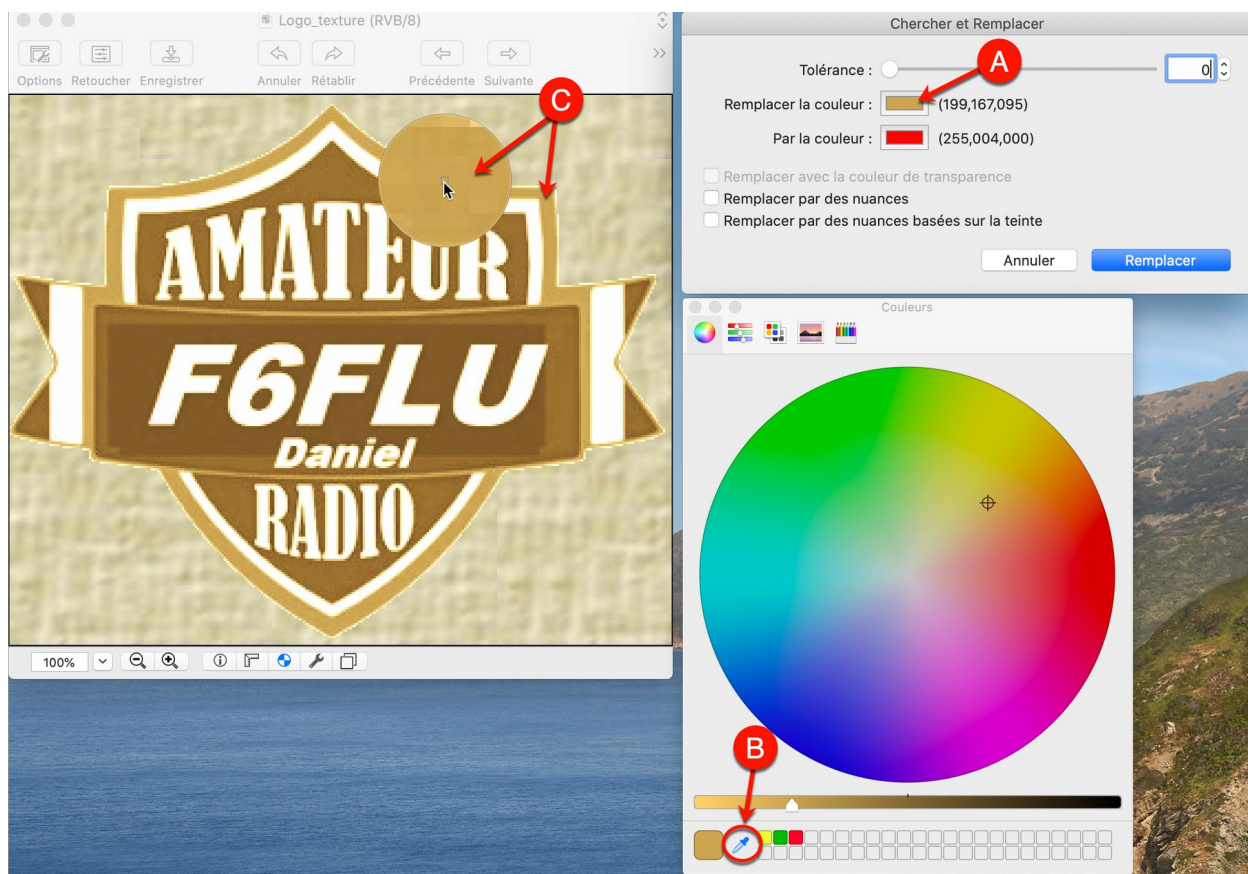 Logo_texture (RVB/8)
Options Retoucher Enregistrer Annuler Rétablir Précédente Suivante
C
AMATEUR
F6FLU
Daniel
RADIO
100%
Chercher et Remplacer
Tolérance : 0
A
Remplacer la couleur : (199,167,095)
Par la couleur : (255,004,000)
Remplacer avec la couleur de transparence
Remplacer par des nuances
Remplacer par des nuances basées sur la teinte
Annuler Remplacer
Couleurs
B